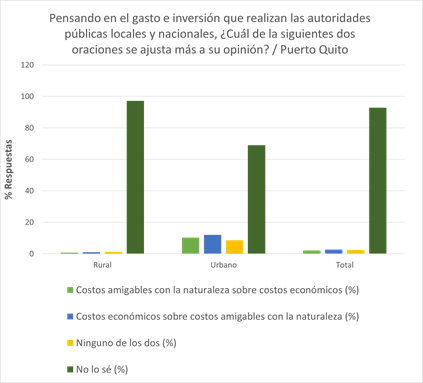 Pensando en el gasto e inversión que realizan las autoridades
públicas locales y nacionales, ¿Cuál de la siguientes dos
oraciones se ajusta más a su opinión? / Puerto Quito
% Respuestas
120
100
80
60
40
20
0
Rural
Urbano
Total
Costos amigables con la naturaleza sobre costos económicos (%)
Costos económicos sobre costos amigables con la naturaleza (%)
Ninguno de los dos (%)
No lo sé (%)